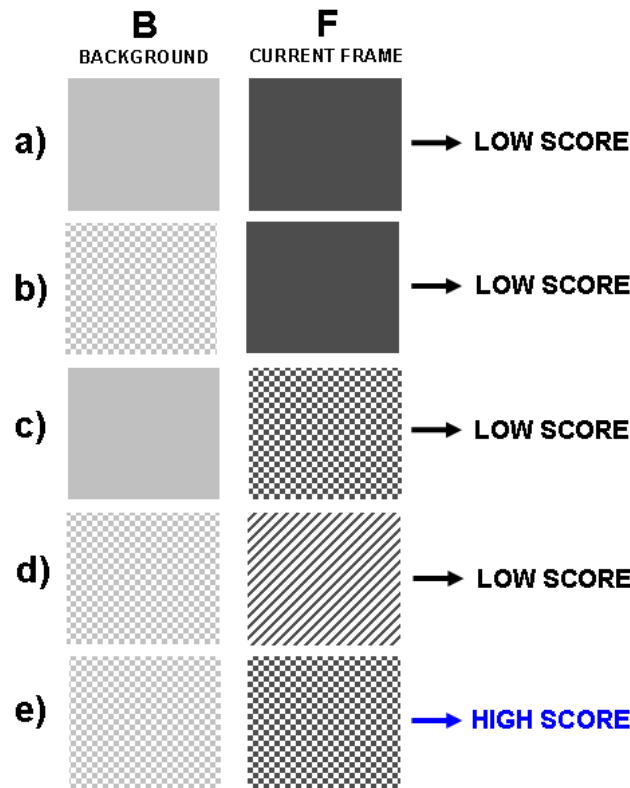 B F
BACKGROUND CURRENT FRAME
a) LOW SCORE
b) LOW SCORE
c) LOW SCORE
d) LOW SCORE
e) HIGH SCORE